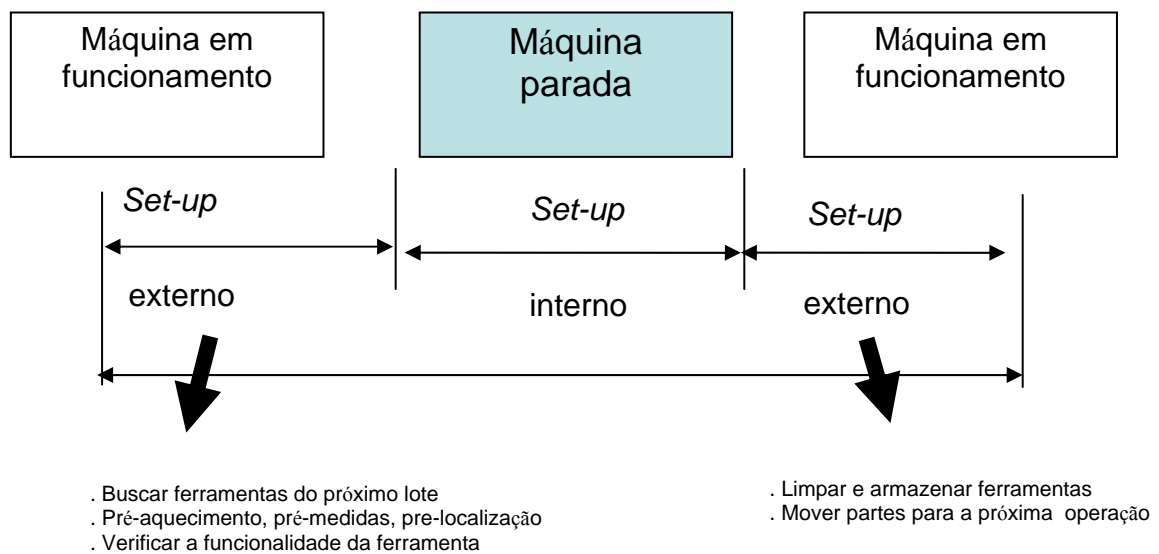 Máquina em
funcionamento
Máquina
parada
Máquina em
funcionamento
Set-up
externo
Set-up
interno
Set-up
externo
. Buscar ferramentas do próximo lote
. Pré-aquecimento, pré-medidas, pre-localização
. Verificar a funcionalidade da ferramenta
. Limpar e armazenar ferramentas
. Mover partes para a próxima operação